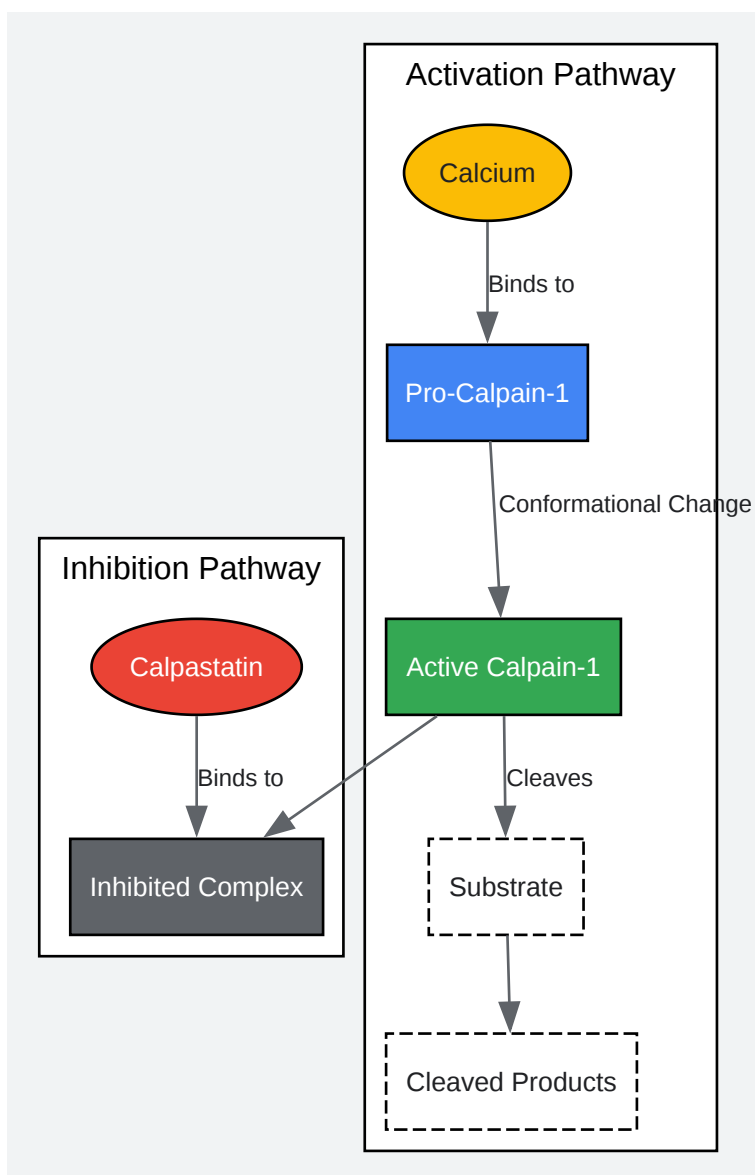 Activation Pathway
Calcium
Binds to
Pro-Calpain-1
Conformational Change
Inhibition Pathway
Calpastatin
Active Calpain-1
Binds to
Cleaves
Inhibited Complex
Substrate
Cleaved Products